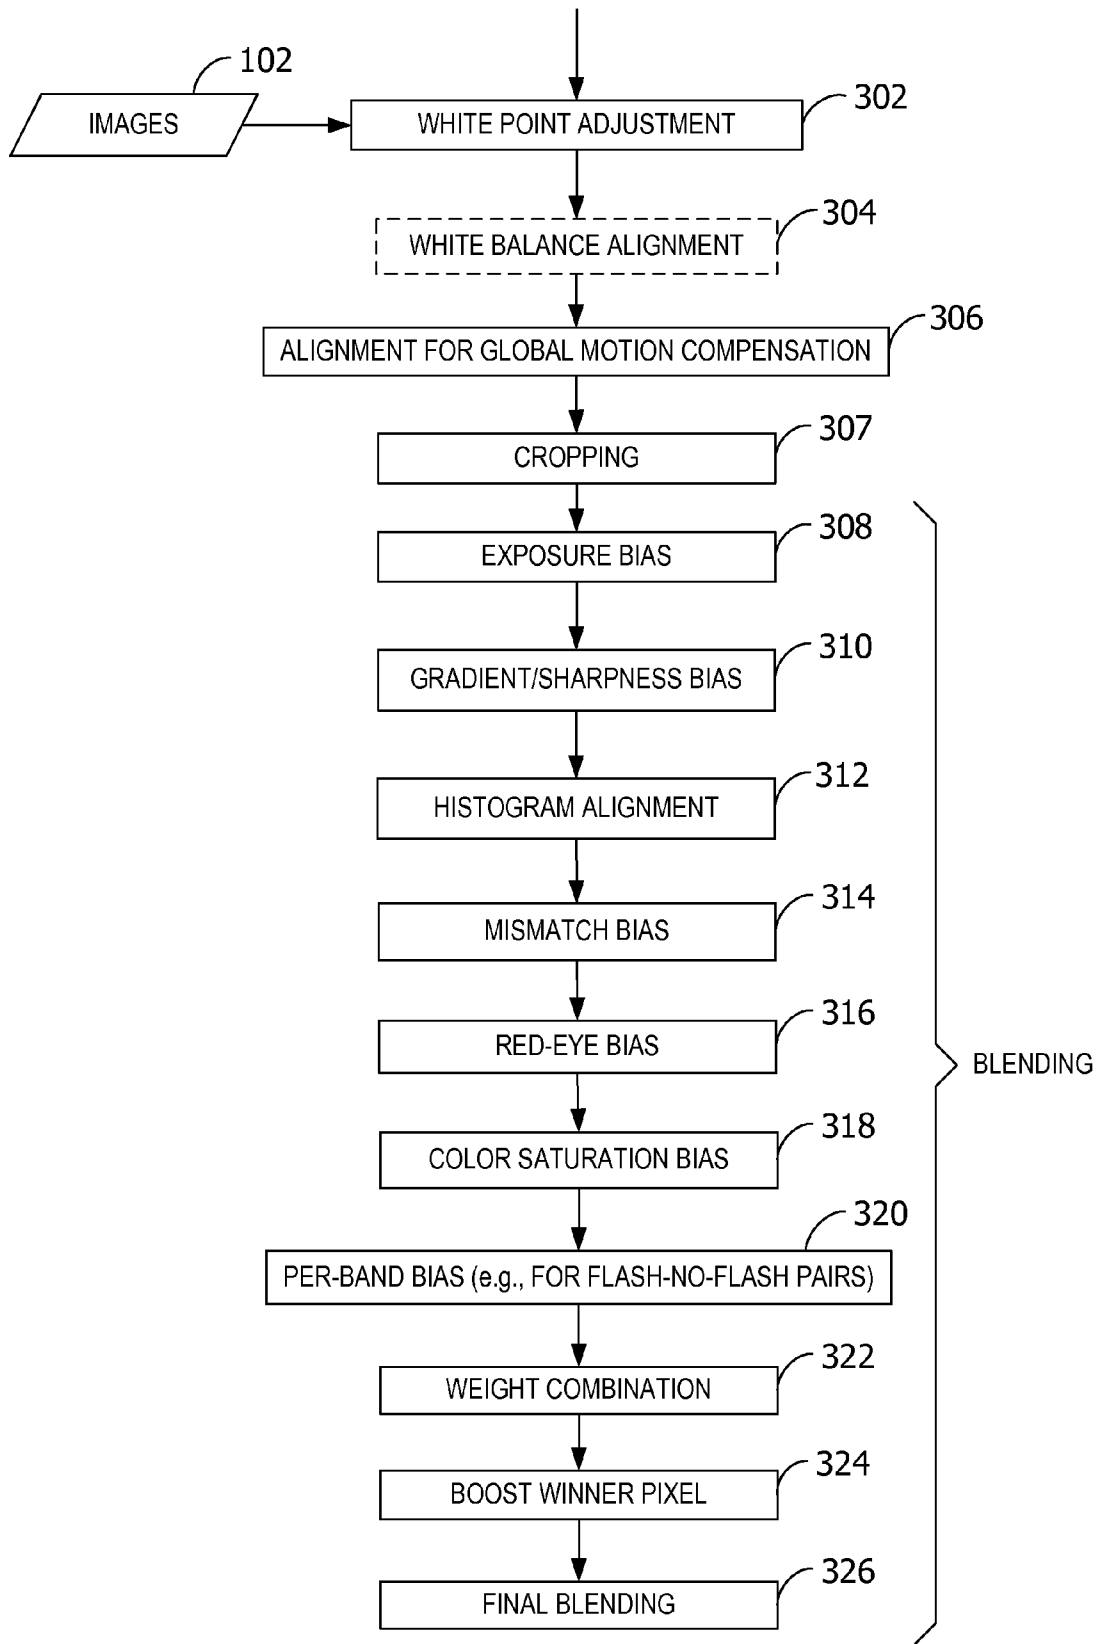 102
IMAGES
302
WHITE POINT ADJUSTMENT
304
WHITE BALANCE ALIGNMENT
306
ALIGNMENT FOR GLOBAL MOTION COMPENSATION
307
CROPPING
308
EXPOSURE BIAS
310
GRADIENT/SHARPNESS BIAS
312
HISTOGRAM ALIGNMENT
314
MISMATCH BIAS
316
RED-EYE BIAS
BLENDING
318
COLOR SATURATION BIAS
320
PER-BAND BIAS (e.g., FOR FLASH-NO-FLASH PAIRS)
322
WEIGHT COMBINATION
324
BOOST WINNER PIXEL
326
FINAL BLENDING